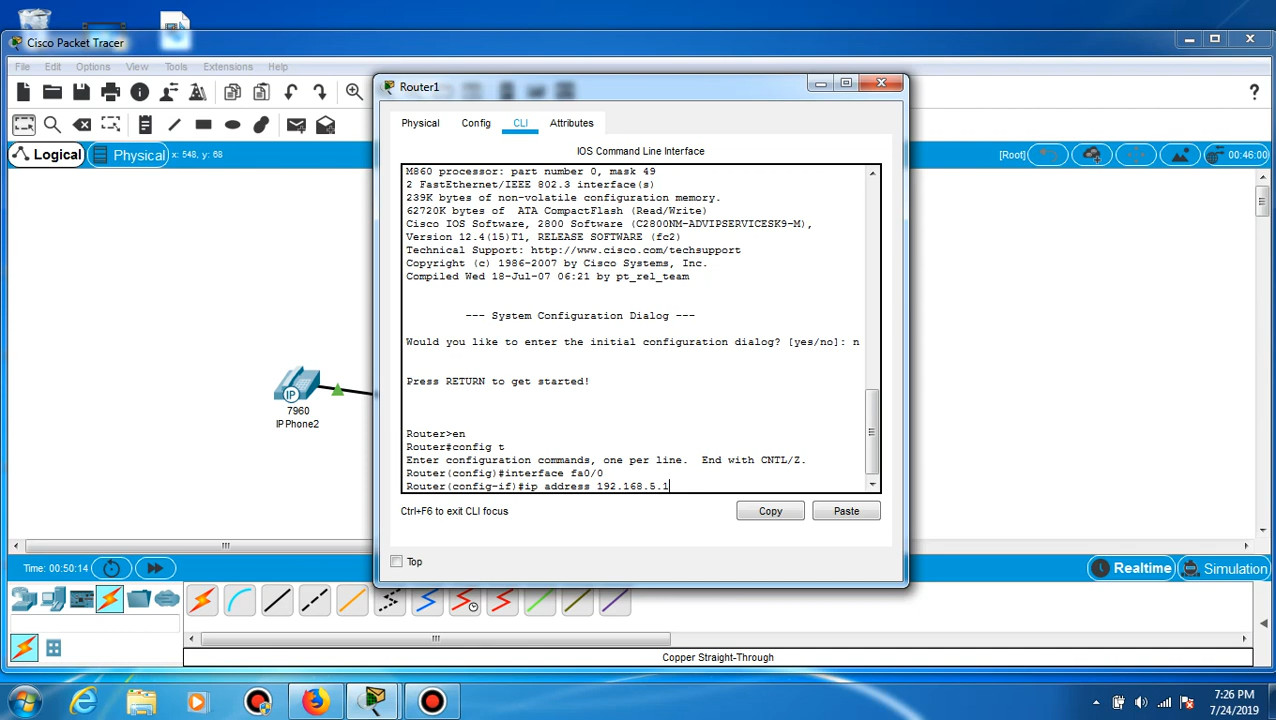 Cisco Packet Tracer
File Edit Options View Tools Extensions Help
?
Logical Physical x: 548, y: 68 [Root] 00:46:00
Router1
Physical Config CLI Attributes
IOS Command Line Interface
M860 processor: part number 0, mask 49
2 FastEthernet/IEEE 802.3 interface(s)
239K bytes of non-volatile configuration memory.
62720K bytes of ATA CompactFlash (Read/Write)
Cisco IOS Software, 2800 Software (C2800NM-ADVIPSERVICESK9-M),
Version 12.4(15)T1, RELEASE SOFTWARE (fc2)
Technical Support: http://www.cisco.com/techsupport
Copyright (c) 1986-2007 by Cisco Systems, Inc.
Compiled Wed 18-Jul-07 06:21 by pt_rel_team
--- System Configuration Dialog ---
Would you like to enter the initial configuration dialog? [yes/no]: n
Press RETURN to get started!
Router>en
Router#config t
Enter configuration commands, one per line.  End with CNTL/Z.
Router(config)#interface fa0/0
Router(config-if)#ip address 192.168.5.1
Ctrl+F6 to exit CLI focus
Copy Paste
Top
IP
7960
IP Phone2
Time: 00:50:14 Realtime Simulation
Copper Straight-Through
7:26 PM
7/24/2019